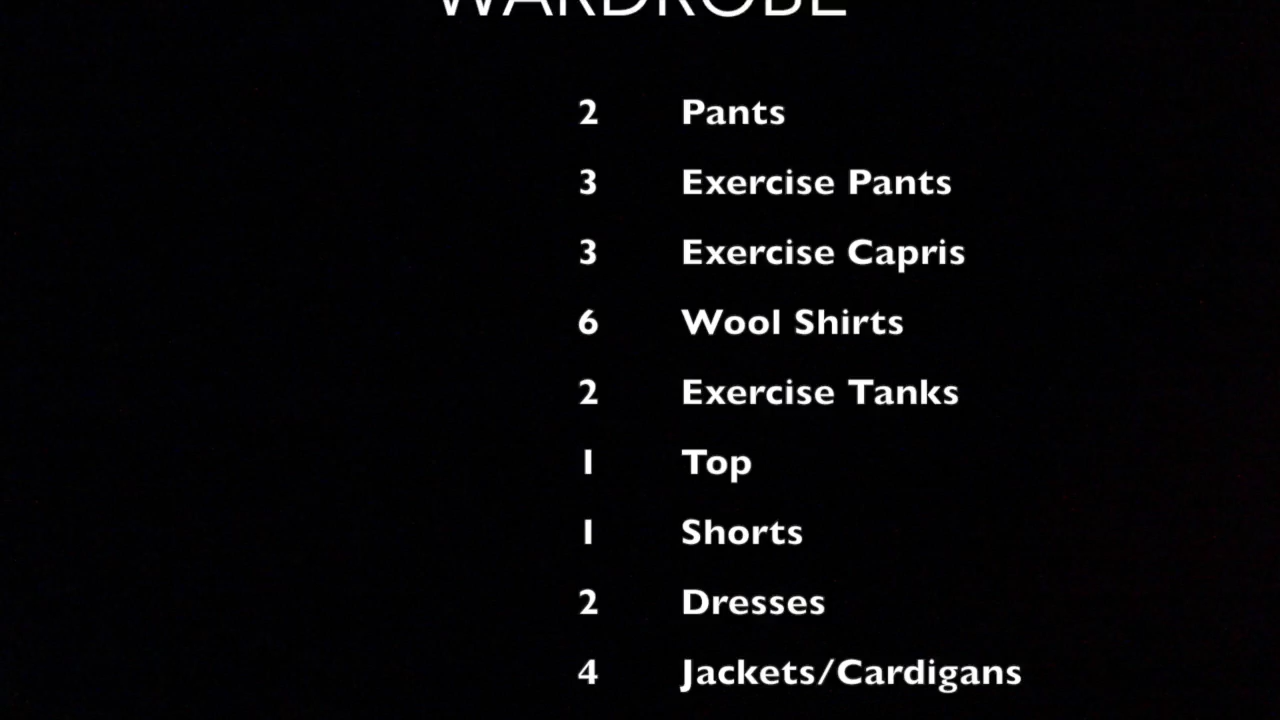 WARDROBE
2 Pants
3 Exercise Pants
3 Exercise Capris
6 Wool Shirts
2 Exercise Tanks
1 Top
1 Shorts
2 Dresses
4 Jackets/Cardigans